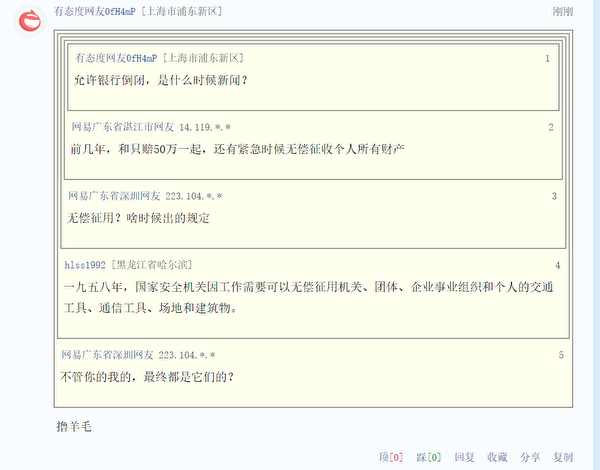 有态度网友0fH4mP [上海市浦东新区] 刚刚
有态度网友0fH4mP [上海市浦东新区] 1
允许银行倒闭，是什么时候新闻？
网易广东省湛江市网友 14.119.*.* 2
前几年，和只赔50万一起，还有紧急时候无偿征收个人所有财产
网易广东省深圳网友 223.104.*.* 3
无偿征用？啥时候出的规定
hlss1992 [黑龙江省哈尔滨] 4
一九五八年，国家安全机关因工作需要可以无偿征用机关、团体、企业事业组织和个人的交通
工具、通信工具、场地和建筑物。
网易广东省深圳网友 223.104.*.* 5
不管你的我的，最终都是它们的？
撸羊毛
顶[0] 踩[0] 回复 收藏 分享 复制